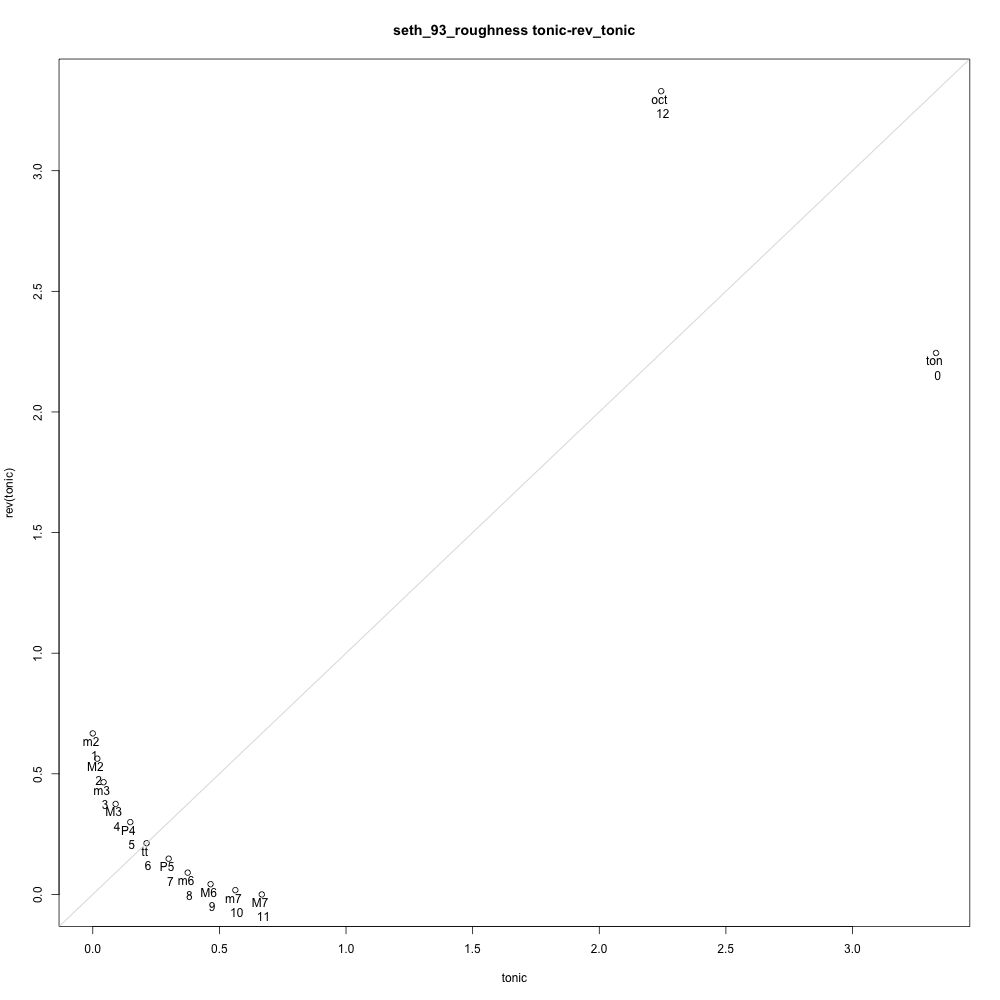 seth_93_roughness tonic-rev_tonic
oct
12
3.0
2.5
ton
0
2.0
rev(tonic)
1.5
1.0
m2
1
M2
2
m3
3
M3
4
P4
5
tt
6
P5
7
m6
8
M6
9
m7
10
M7
11
0.5
0.0
0.0 0.5 1.0 1.5 2.0 2.5 3.0
tonic